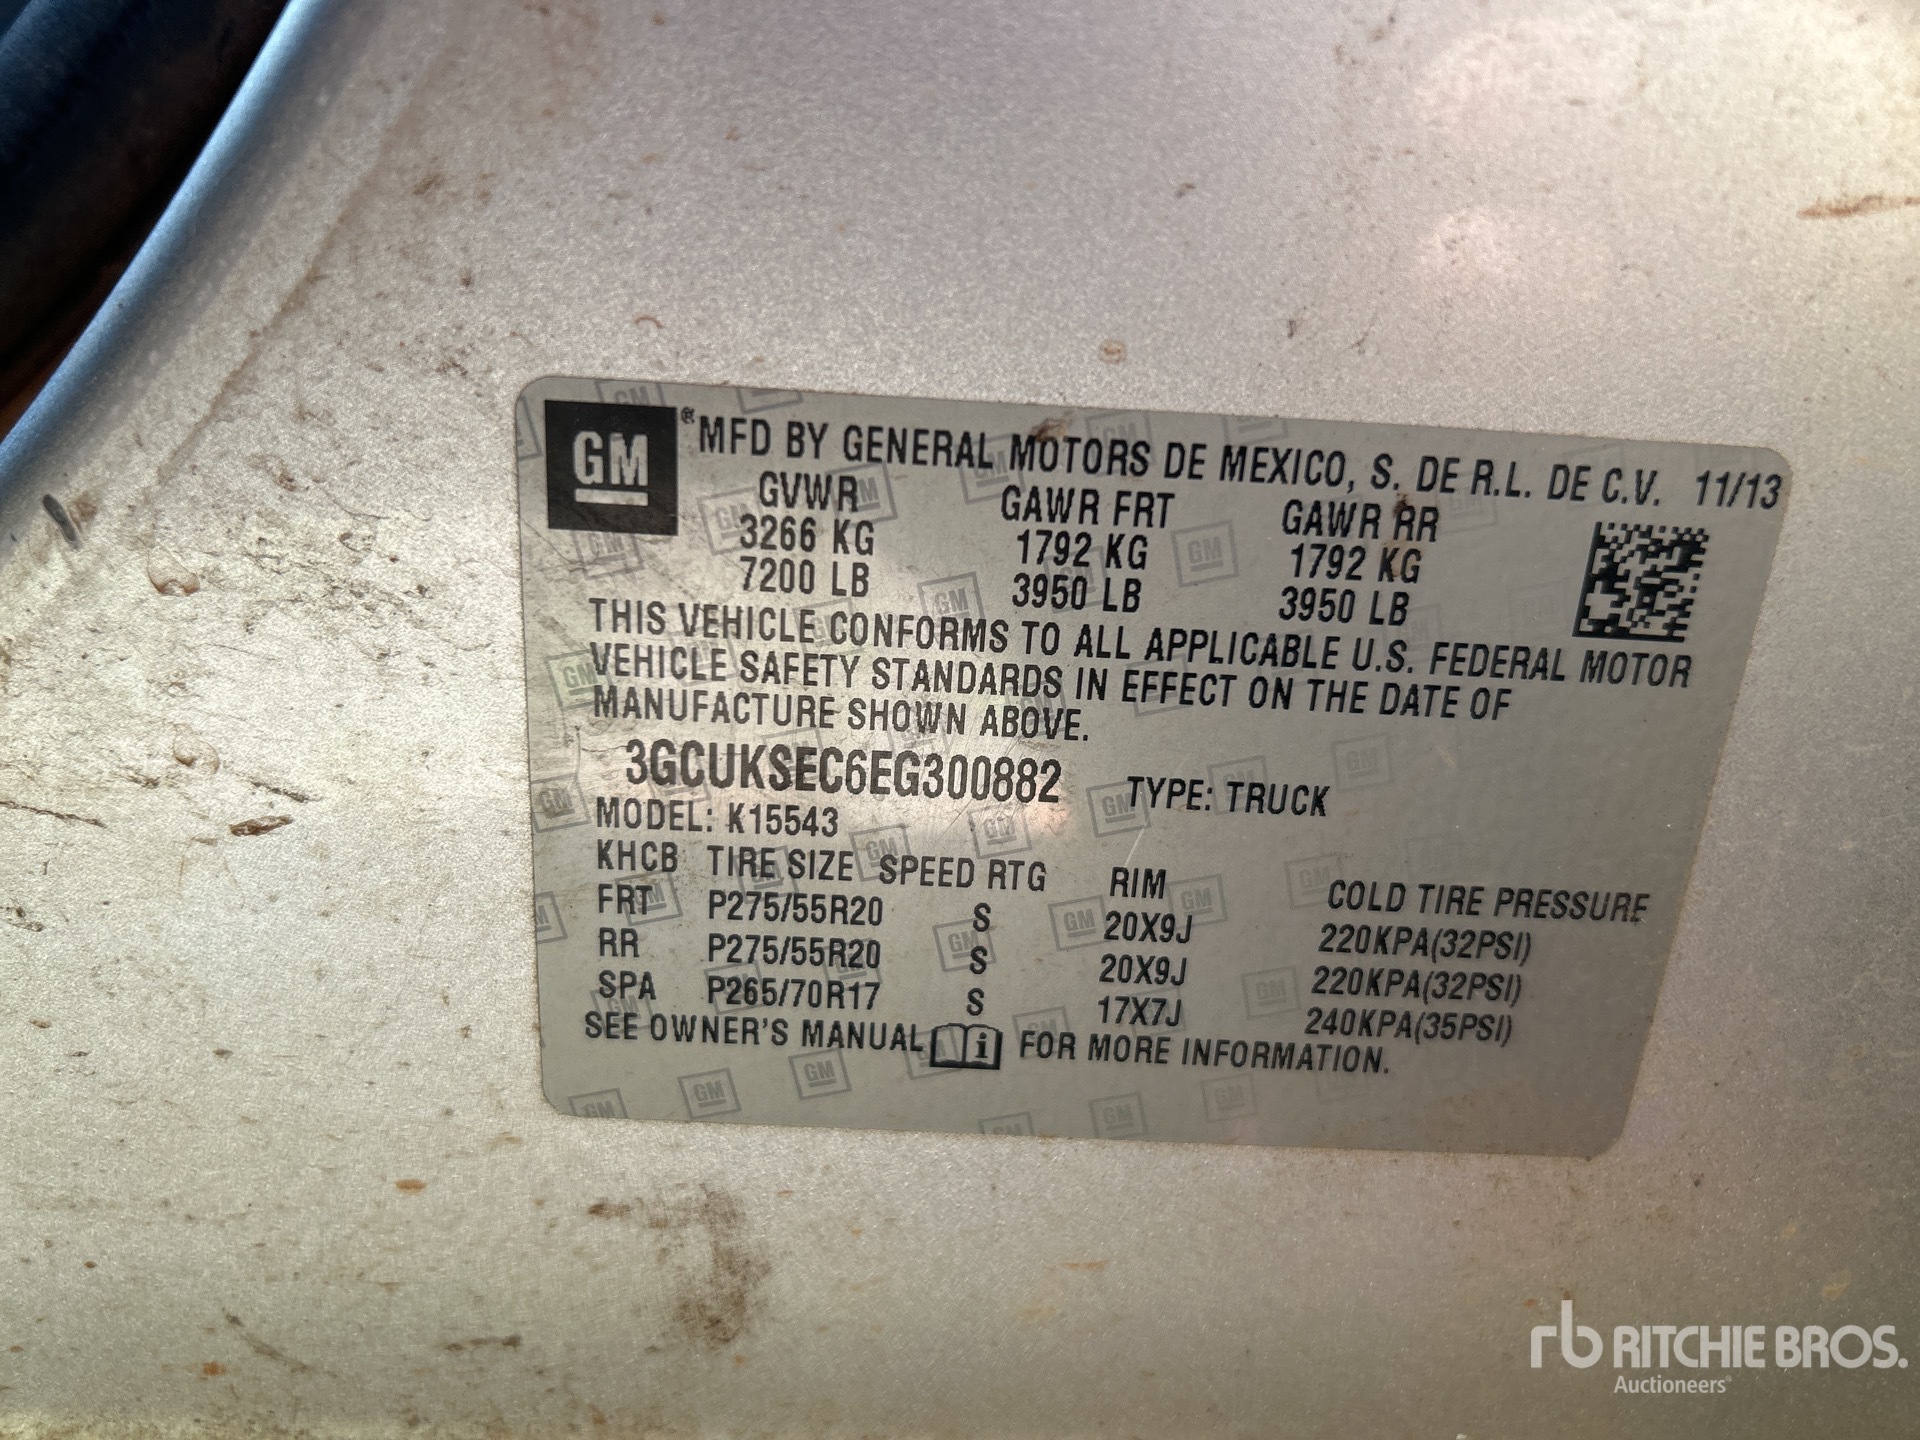 GM ® MFD BY GENERAL MOTORS DE MEXICO, S. DE R.L. DE C.V. 11/13
GVWR GAWR FRT GAWR RR
3266 KG 1792 KG 1792 KG
7200 LB 3950 LB 3950 LB
THIS VEHICLE CONFORMS TO ALL APPLICABLE U.S. FEDERAL MOTOR
VEHICLE SAFETY STANDARDS IN EFFECT ON THE DATE OF
MANUFACTURE SHOWN ABOVE.
3GCUKSEC6EG300882 TYPE: TRUCK
MODEL: K15543
KHCB TIRE SIZE SPEED RTG RIM COLD TIRE PRESSURE
FRT P275/55R20 S 20X9J 220KPA(32PSI)
RR P275/55R20 S 20X9J 220KPA(32PSI)
SPA P265/70R17 S 17X7J 240KPA(35PSI)
SEE OWNER'S MANUAL i FOR MORE INFORMATION.
rb RITCHIE BROS.
Auctioneers®